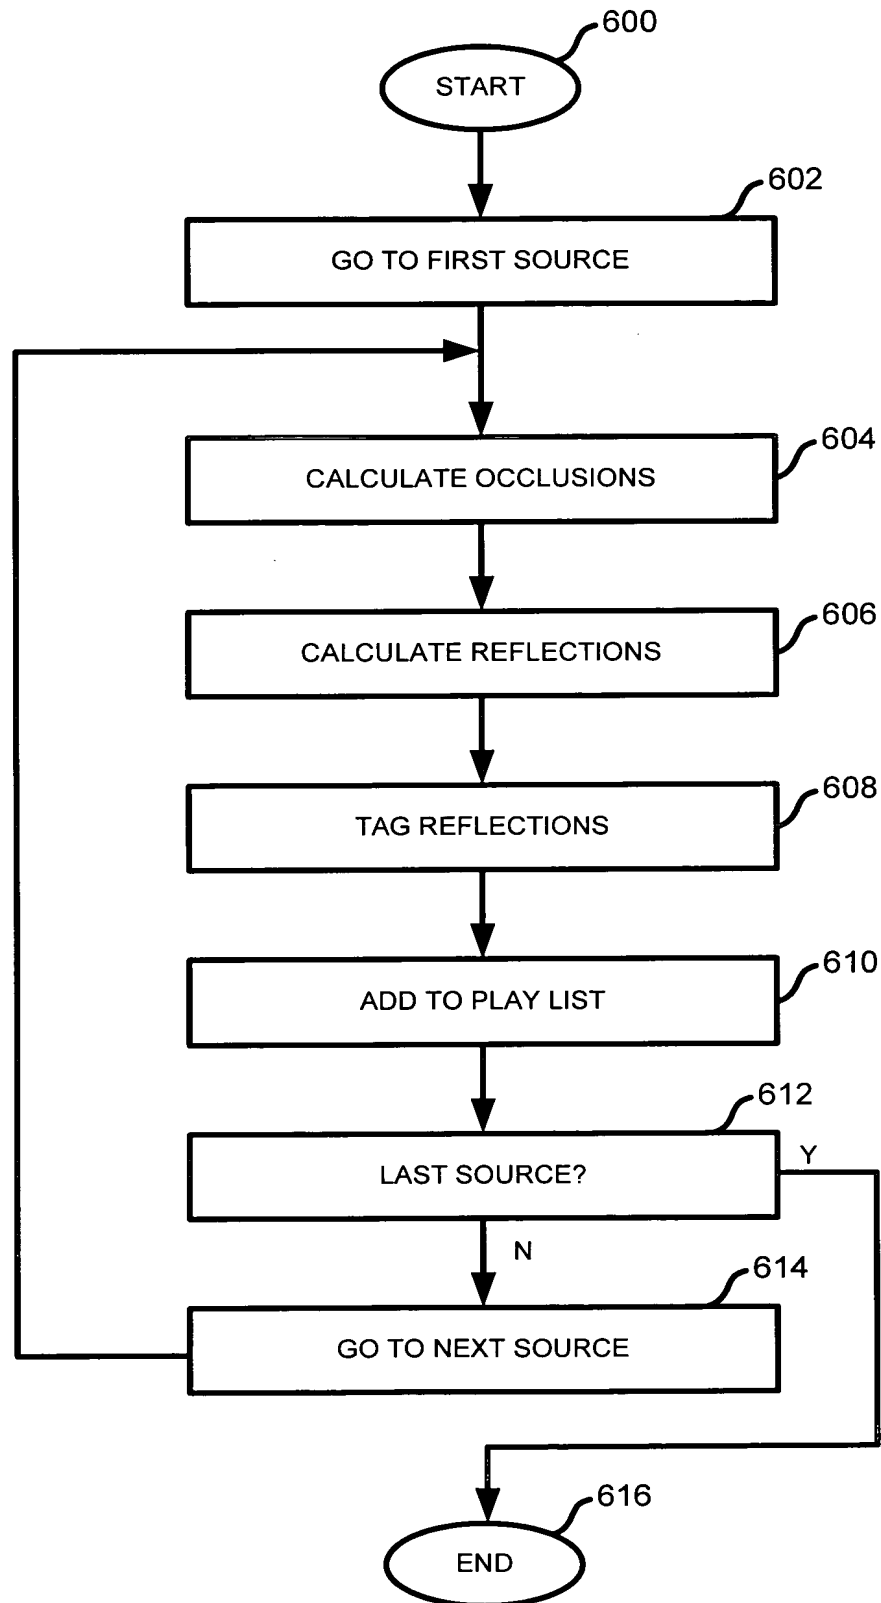 600
START
602
GO TO FIRST SOURCE
604
CALCULATE OCCLUSIONS
606
CALCULATE REFLECTIONS
608
TAG REFLECTIONS
610
ADD TO PLAY LIST
612
LAST SOURCE?
Y
N
614
GO TO NEXT SOURCE
616
END